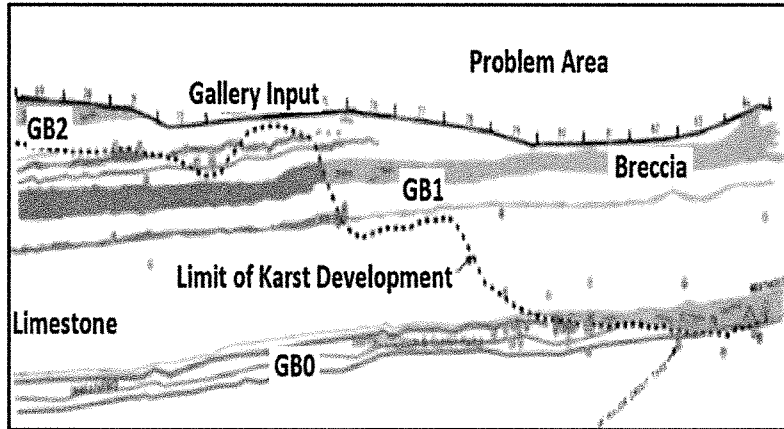 Problem Area
Gallery Input
GB2
Breccia
GB1
Limit of Karst Development
Limestone
GB0